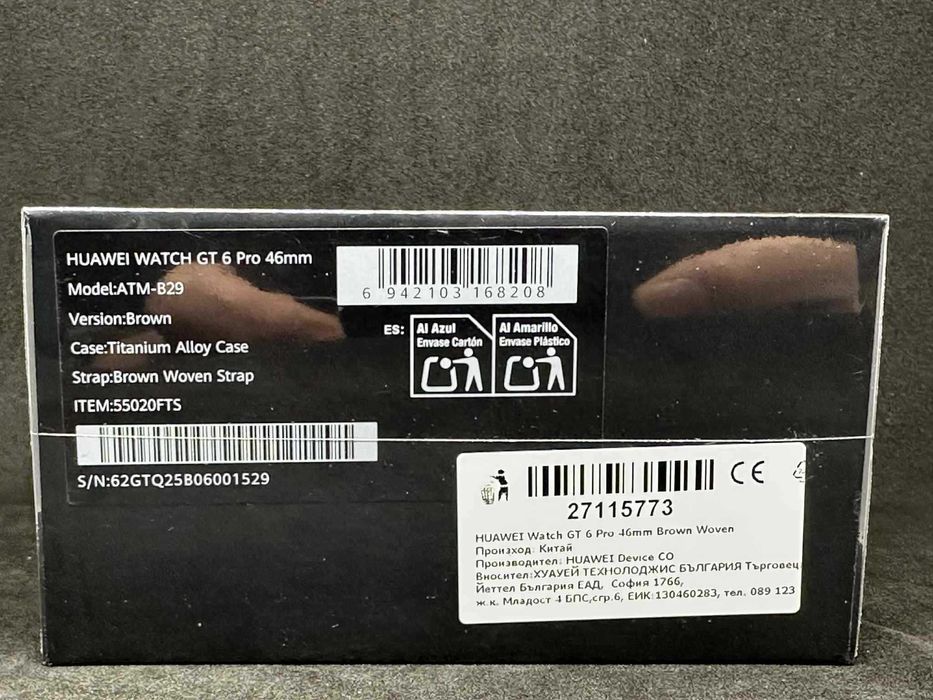 HUAWEI WATCH GT 6 Pro 46mm
Model:ATM-B29
Version:Brown
Case:Titanium Alloy Case
Strap:Brown Woven Strap
ITEM:55020FTS
S/N:62GTQ25B06001529
6 942103 168208
ES:
Al Azul
Envase Cartón
Al Amarillo
Envase Plástico
CE
27115773
HUAWEI Watch GT 6 Pro 46mm Brown Woven
Произход: Китай
Производител: HUAWEI Device CO
Вносител:ХУАУЕЙ ТЕХНОЛОДЖИС БЪЛГАРИЯ Търговец
Йеттел България ЕАД, София 1766,
ж.к. Младост 4 БПС,сгр.6, ЕИК:130460283, тел. 089 123